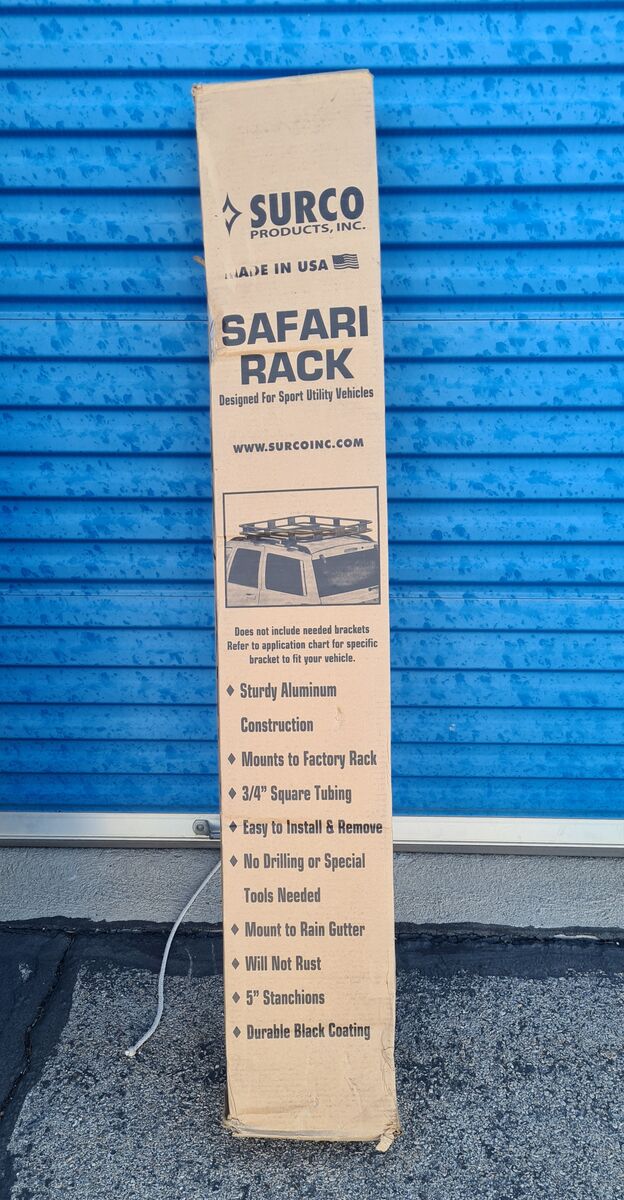 SURCO
PRODUCTS, INC.
MADE IN USA
SAFARI
RACK
Designed For Sport Utility Vehicles
WWW.SURCOINC.COM
Does not include needed brackets
Refer to application chart for specific
bracket to fit your vehicle.
♦ Sturdy Aluminum
Construction
♦ Mounts to Factory Rack
♦ 3/4" Square Tubing
♦ Easy to Install & Remove
♦ No Drilling or Special
Tools Needed
♦ Mount to Rain Gutter
♦ Will Not Rust
♦ 5" Stanchions
♦ Durable Black Coating